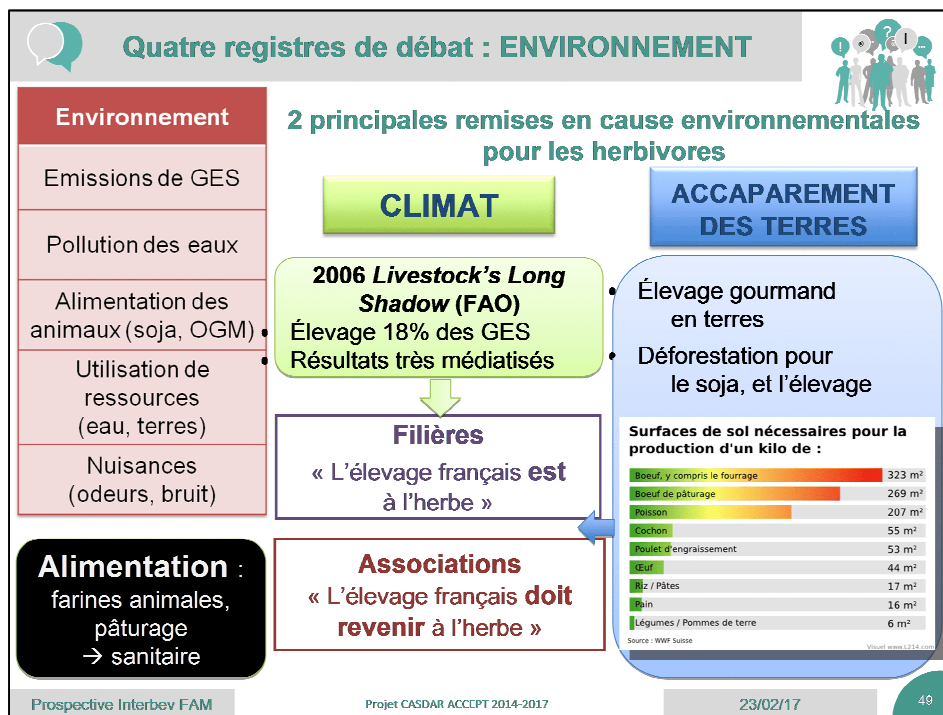 Quatre registres de débat : ENVIRONNEMENT
Environnement
Emissions de GES
Pollution des eaux
Alimentation des
animaux (soja, OGM)
Utilisation de
ressources
(eau, terres)
Nuisances
(odeurs, bruit)
Alimentation :
farines animales,
pâturage
→ sanitaire
2 principales remises en cause environnementales
pour les herbivores
CLIMAT
2006 Livestock's Long
Shadow (FAO)
• Élevage 18% des GES
• Résultats très médiatisés
Filières
« L'élevage français est
à l'herbe »
Associations
« L'élevage français doit
revenir à l'herbe »
ACCAPAREMENT
DES TERRES
• Élevage gourmand
en terres
• Déforestation pour
le soja, et l'élevage
Surfaces de sol nécessaires pour la
production d'un kilo de :
Boeuf, y compris le fourrage 323 m²
Boeuf de pâturage 269 m²
Poisson 207 m²
Cochon 55 m²
Poulet d'engraissement 53 m²
Œuf 44 m²
Riz / Pâtes 17 m²
Pain 16 m²
Légumes / Pommes de terre 6 m²
Source : WWF Suisse
Visuel www.L214.com
Prospective Interbev FAM
Projet CASDAR ACCEPT 2014-2017
23/02/17
49